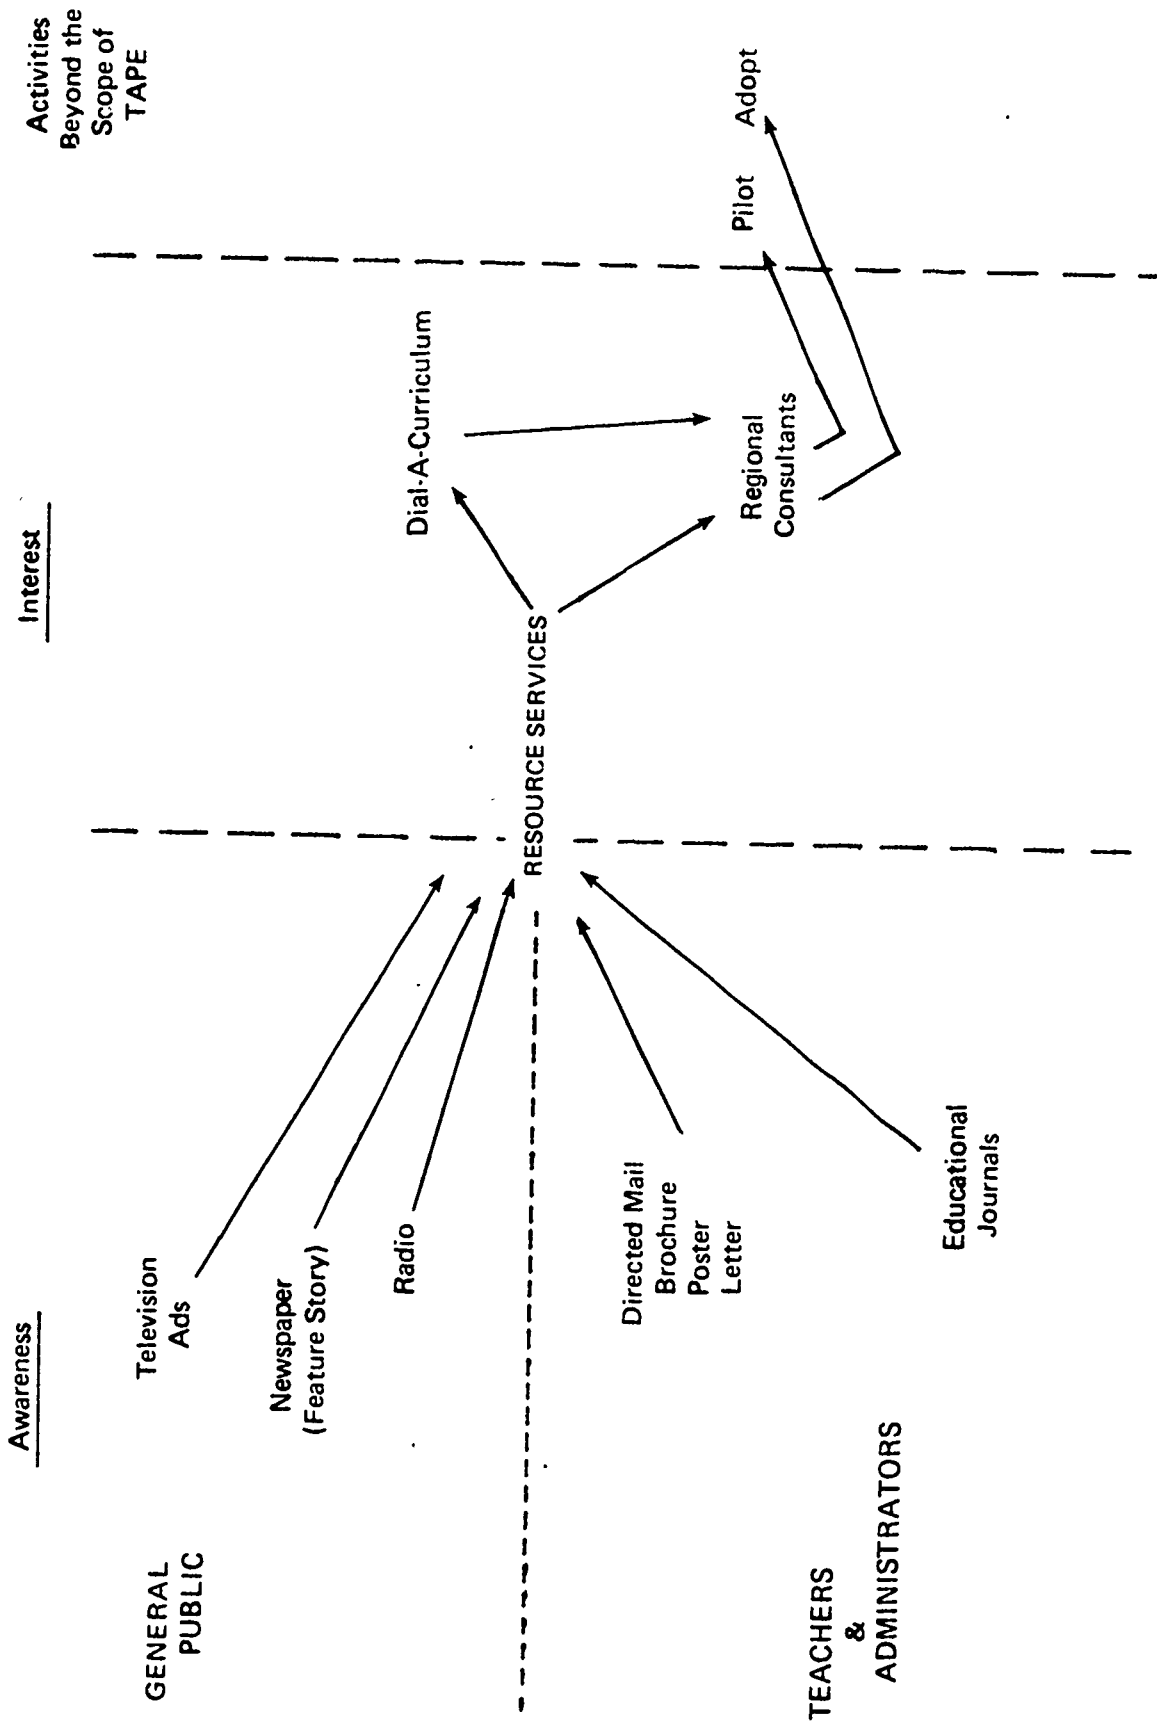 Awareness
Interest
Activities
Beyond the
Scope of
TAPE
GENERAL
PUBLIC
Television
Ads
Newspaper
(Feature Story)
Radio
RESOURCE SERVICES
Dial-A-Curriculum
Directed Mail
Brochure
Poster
Letter
Regional
Consultants
Pilot
Adopt
TEACHERS
&
ADMINISTRATORS
Educational
Journals